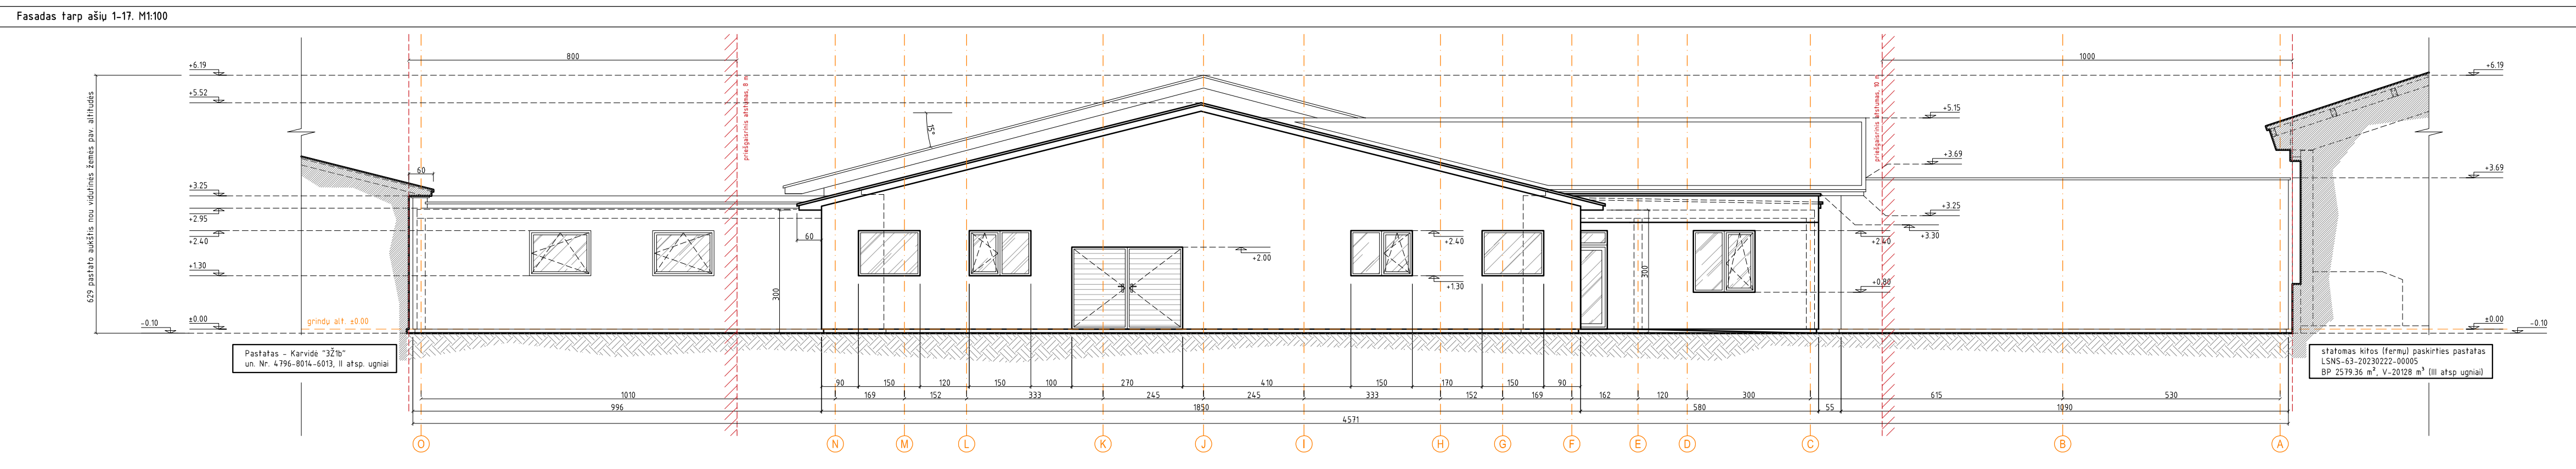 Fasadas tarp ašių 1-17. M1:100
800
1000
+6.19
+5.52
629 pastato aukštis nou vidutinės žemės pav. altitudės
priešgaisrinis atstumas, 8 m
15°
priešgaisrinis atstumas, 10 m
+6.19
+5.15
+3.69
+3.69
60
+3.25
+2.95
+2.40
+1.30
60
300
+2.00
+2.40
+1.30
300
+3.25
+3.30
+2.40
+0.80
±0.00
-0.10
grindų alt. ±0.00
±0.00
-0.10
Pastatas - Karvidė "3Ž1b"
un. Nr. 4796-8014-6013, II atsp. ugniai
statomas kitos (fermų) paskirties pastatas
LSNS-63-20230222-00005
BP 2579.36 m², V-20128 m³ (III atsp ugniai)
90 150 120 150 100 270 410 150 170 150 90
1010 169 152 333 245 245 333 152 169 162 120 300 615 530
996 1850 580 55 1090
4571
O N M L K J I H G F E D C B A